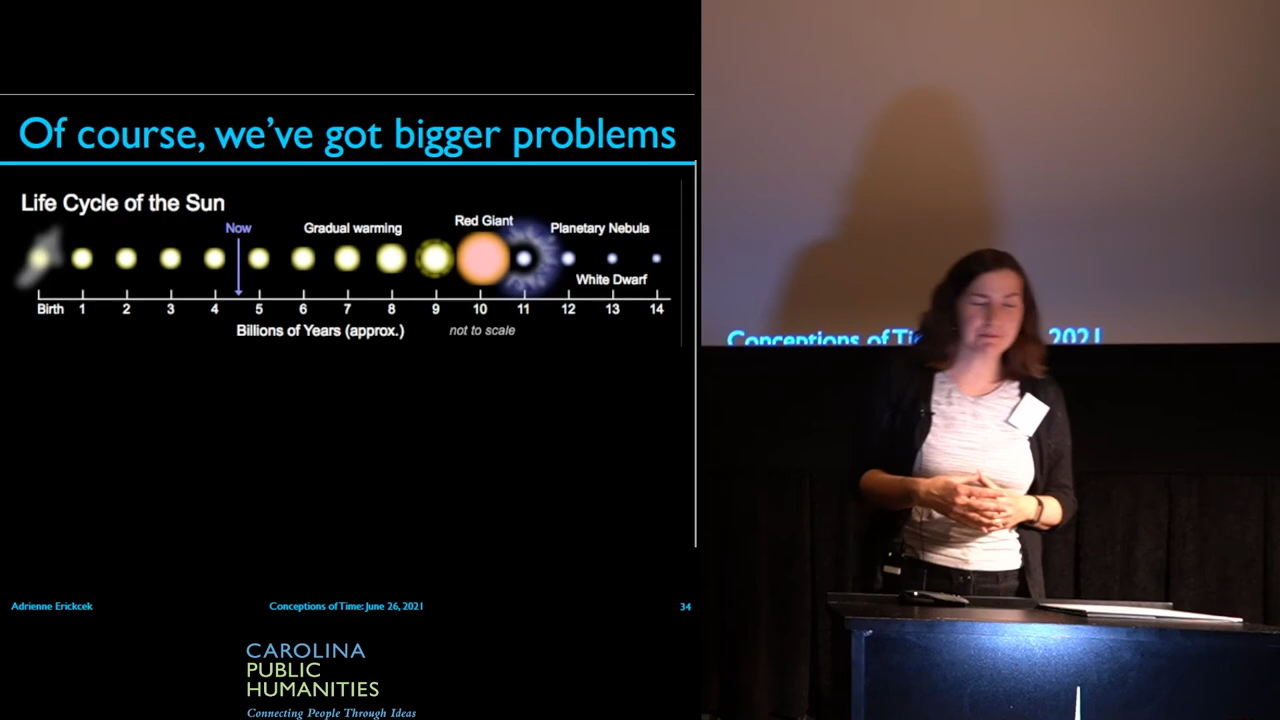 Of course, we've got bigger problems
Life Cycle of the Sun
Now
Gradual warming
Red Giant
Planetary Nebula
White Dwarf
Birth 1 2 3 4 5 6 7 8 9 10 11 12 13 14
Billions of Years (approx.)
not to scale
Adrienne Erickcek
Conceptions of Time: June 26, 2021
34
CAROLINA
PUBLIC
HUMANITIES
Connecting People Through Ideas
Conceptions of 2021